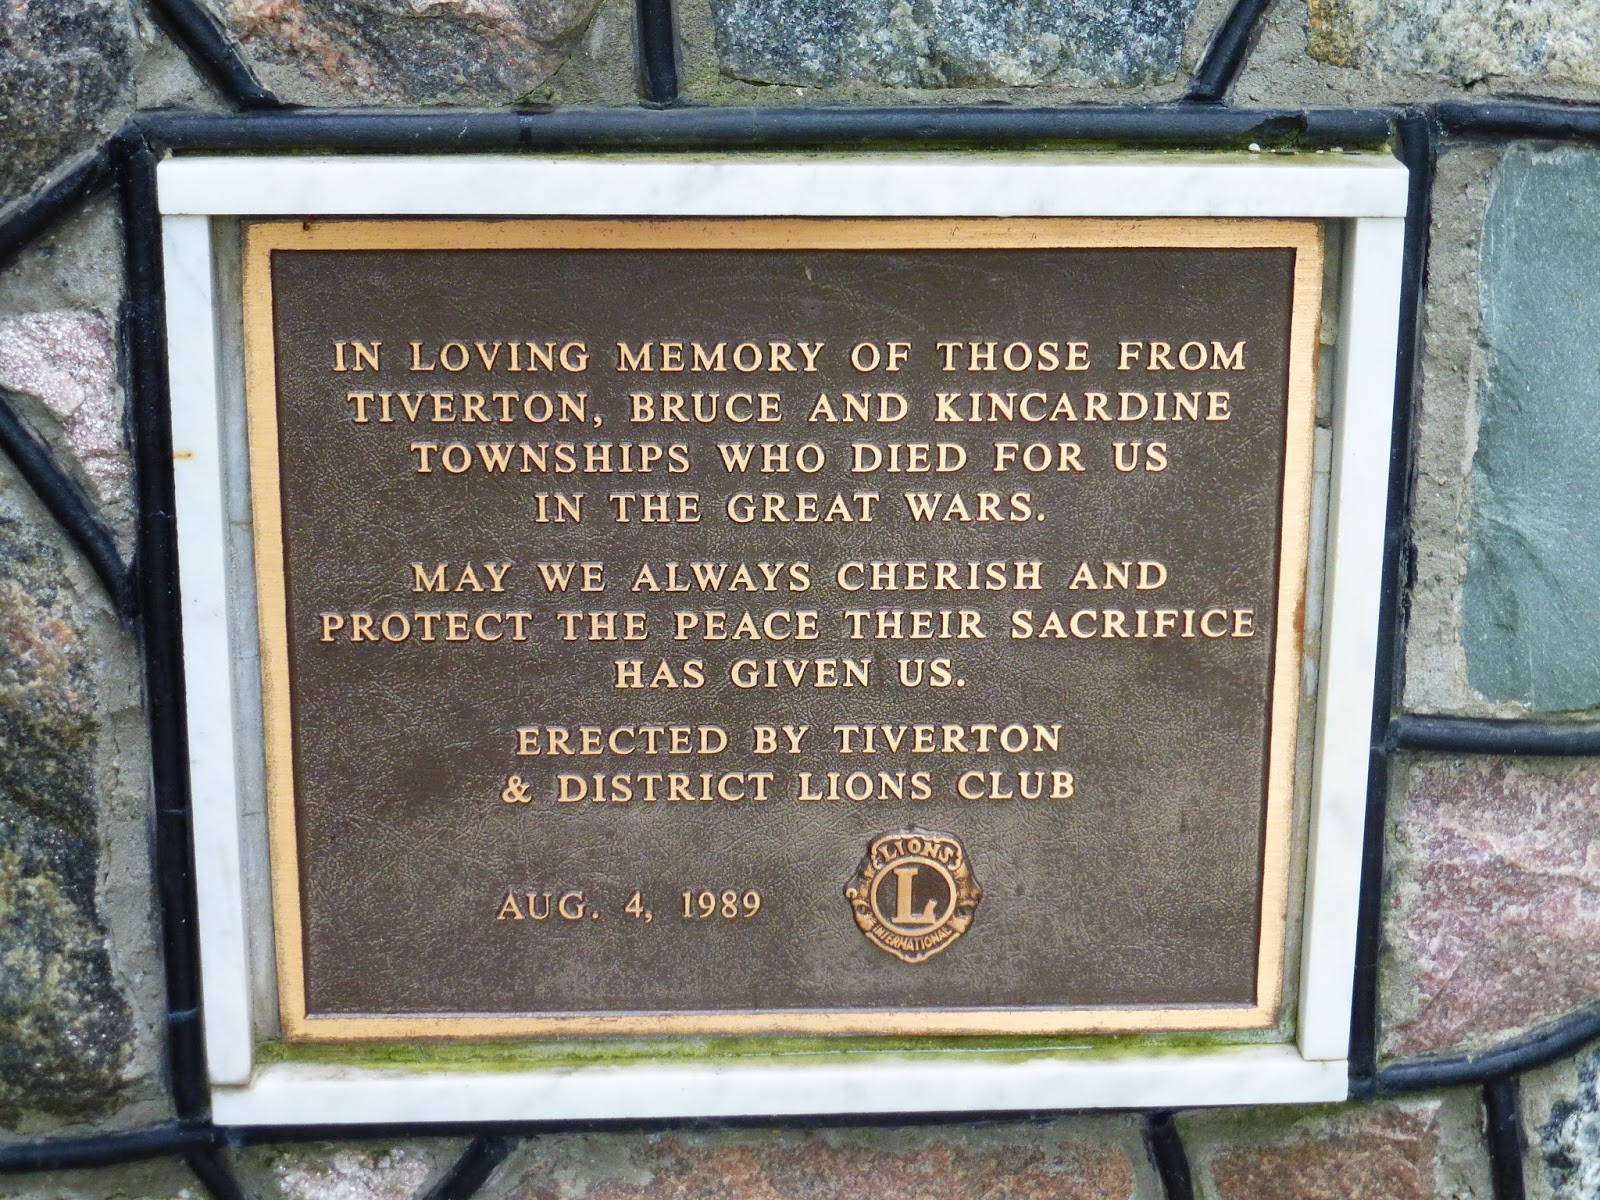 IN LOVING MEMORY OF THOSE FROM
TIVERTON, BRUCE AND KINCARDINE
TOWNSHIPS WHO DIED FOR US
IN THE GREAT WARS.
MAY WE ALWAYS CHERISH AND
PROTECT THE PEACE THEIR SACRIFICE
HAS GIVEN US.
ERECTED BY TIVERTON
& DISTRICT LIONS CLUB
AUG. 4, 1989
LIONS
L
INTERNATIONAL